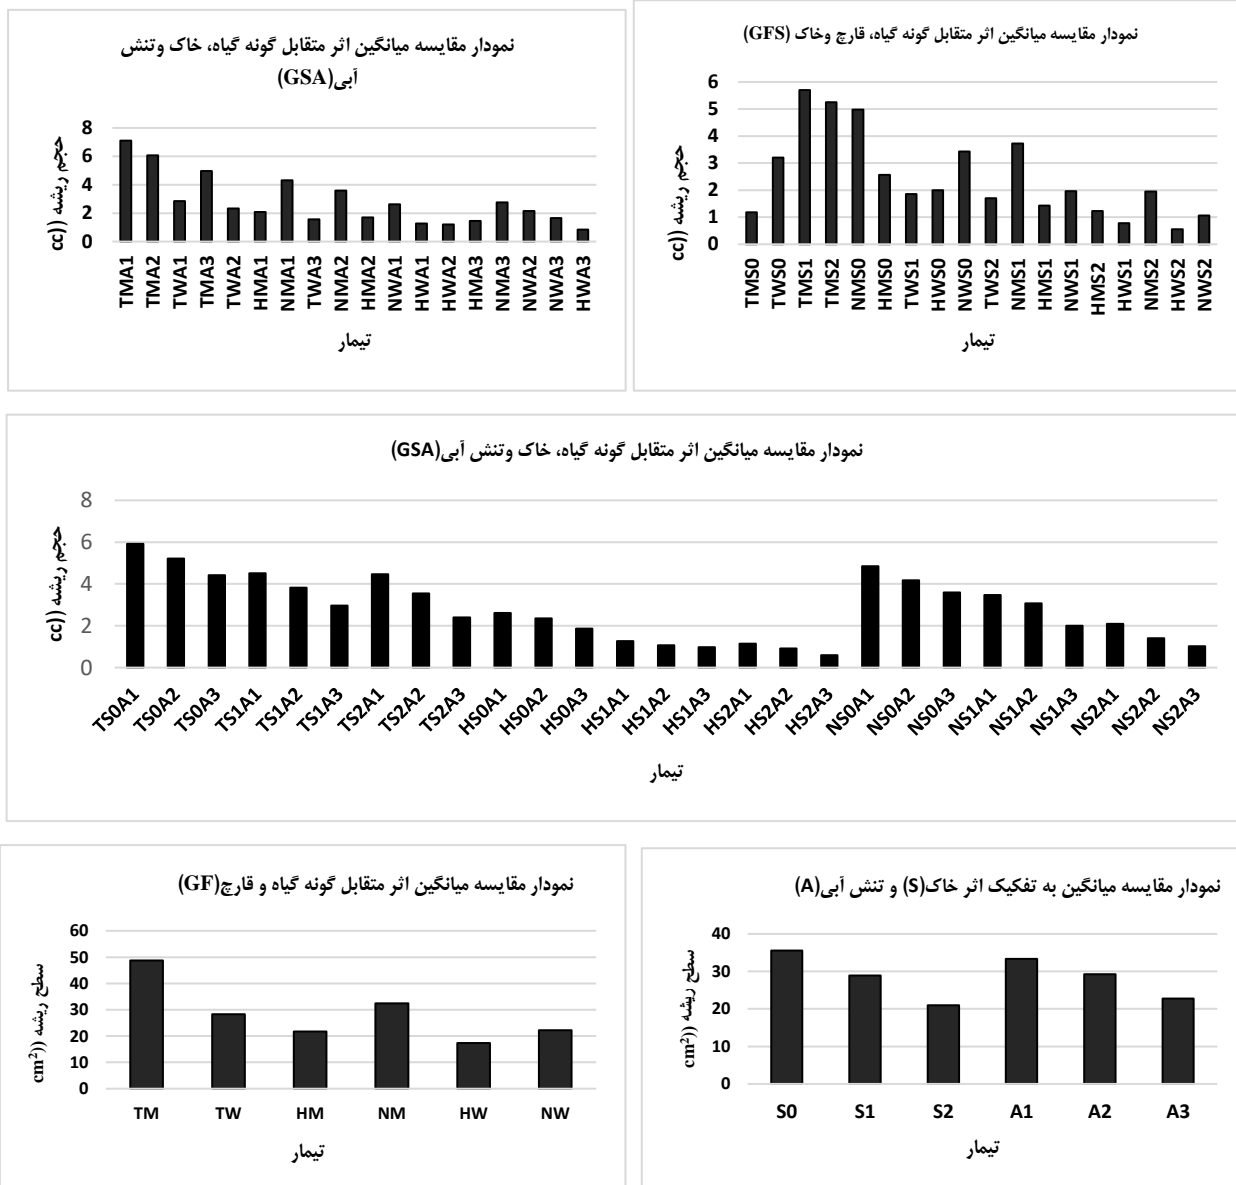 نمودار مقایسه میانگین اثر متقابل گونه گیاه، قارچ وخاک (GFS)
حجم ریشه ((cc
6
5
4
3
2
1
0
TMS0 TWS0 TMS1 TMS2 NMS0 HMS0 TWS1 HWS0 NWS0 TWS2 NMS1 HMS1 NWS1 HMS2 HWS1 NMS2 HWS2 NWS2
تیمار
نمودار مقایسه میانگین اثر متقابل گونه گیاه، خاک وتنش
آبی(GSA)
حجم ریشه ((cc
8
6
4
2
0
TMA1 TMA2 TWA1 TMA3 TWA2 HMA1 NMA1 TWA3 NMA2 HMA2 NWA1 HWA1 HWA2 HMA3 NMA3 NWA2 NWA3 HWA3
تیمار
نمودار مقایسه میانگین اثر متقابل گونه گیاه، خاک وتنش آبی(GSA)
حجم ریشه ((cc
8
6
4
2
0
TS0A1 TS0A2 TS0A3 TS1A1 TS1A2 TS1A3 TS2A1 TS2A2 TS2A3 HS0A1 HS0A2 HS0A3 HS1A1 HS1A2 HS1A3 HS2A1 HS2A2 HS2A3 NS0A1 NS0A2 NS0A3 NS1A1 NS1A2 NS1A3 NS2A1 NS2A2 NS2A3
تیمار
نمودار مقایسه میانگین به تفکیک اثر خاک(S) و تنش آبی(A)
سطح ریشه ((cm²
40
30
20
10
0
S0 S1 S2 A1 A2 A3
تیمار
نمودار مقایسه میانگین اثر متقابل گونه گیاه و قارچ(GF)
سطح ریشه ((cm²
60
50
40
30
20
10
0
TM TW HM NM HW NW
تیمار